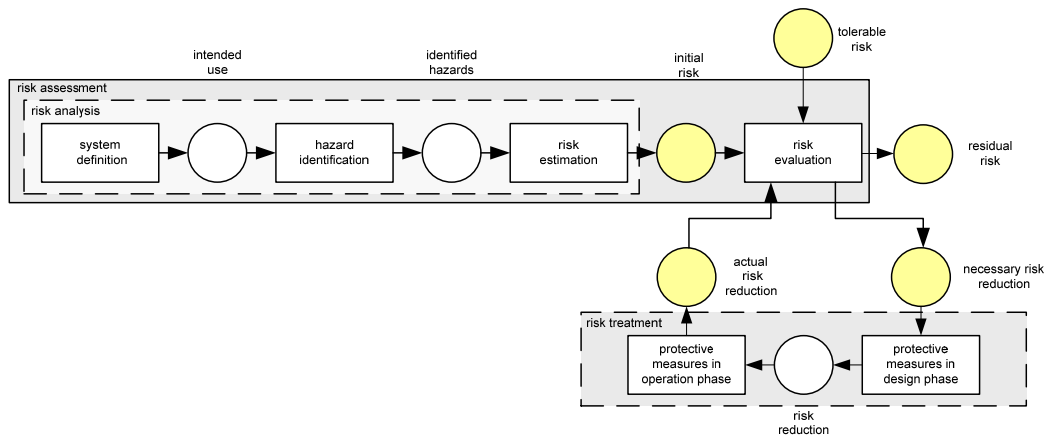 intended
use
identified
hazards
initial
risk
tolerable
risk
risk assessment
risk analysis
system
definition
hazard
identification
risk
estimation
risk
evaluation
residual
risk
actual
risk
reduction
necessary risk
reduction
risk treatment
protective
measures in
operation phase
protective
measures in
design phase
risk
reduction